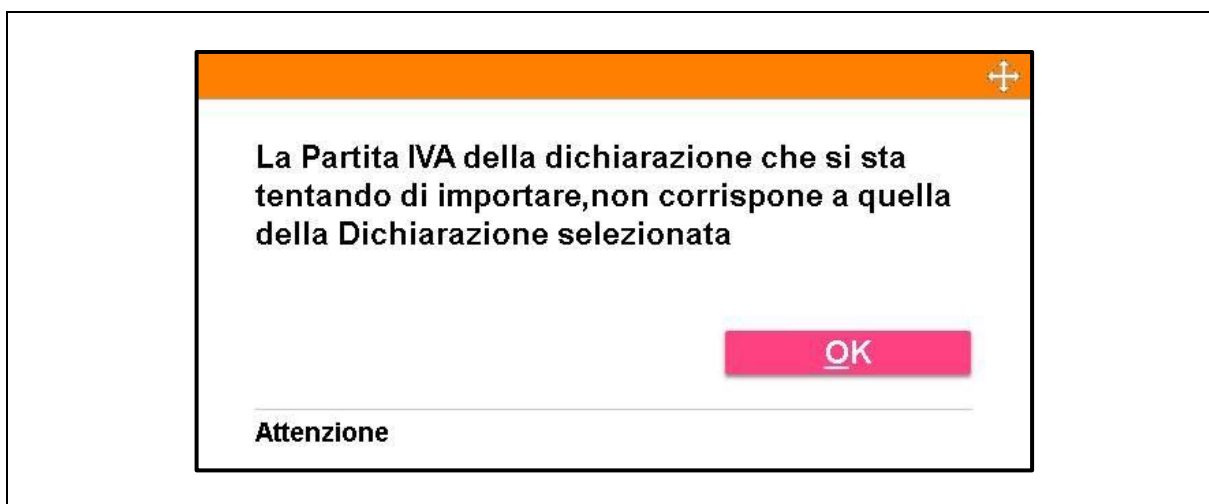 La Partita IVA della dichiarazione che si sta
tentando di importare,non corrispone a quella
della Dichiarazione selezionata
OK
Attenzione